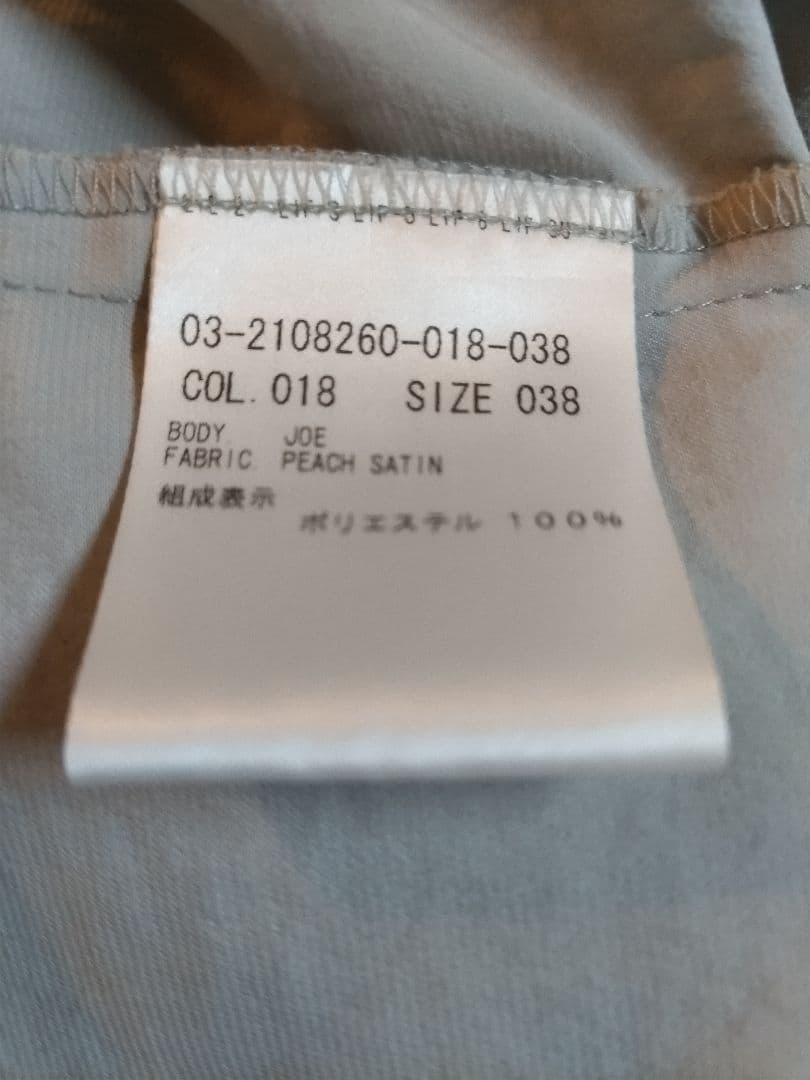 03-2108260-018-038
COL. 018 SIZE 038
BODY JOE
FABRIC PEACH SATIN
組成表示
ポリエステル 100%